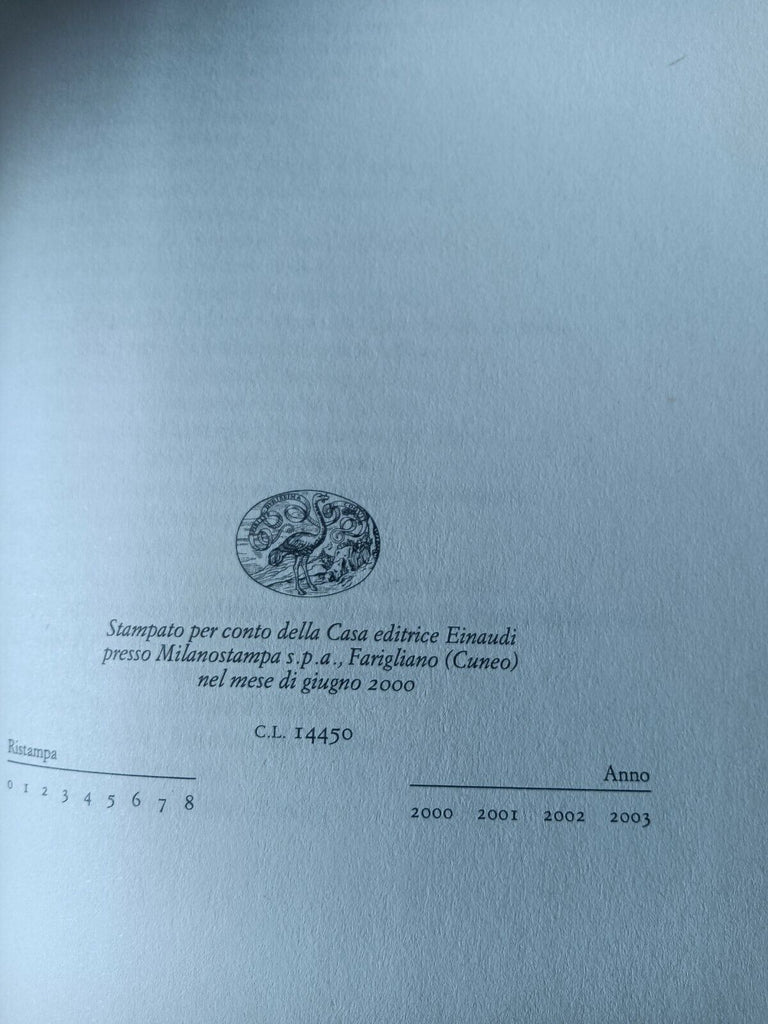 Stampato per conto della Casa editrice Einaudi
presso Milanostampa s.p.a., Farigliano (Cuneo)
nel mese di giugno 2000
C.L. 14450
Ristampa
0 1 2 3 4 5 6 7 8
Anno
2000 2001 2002 2003